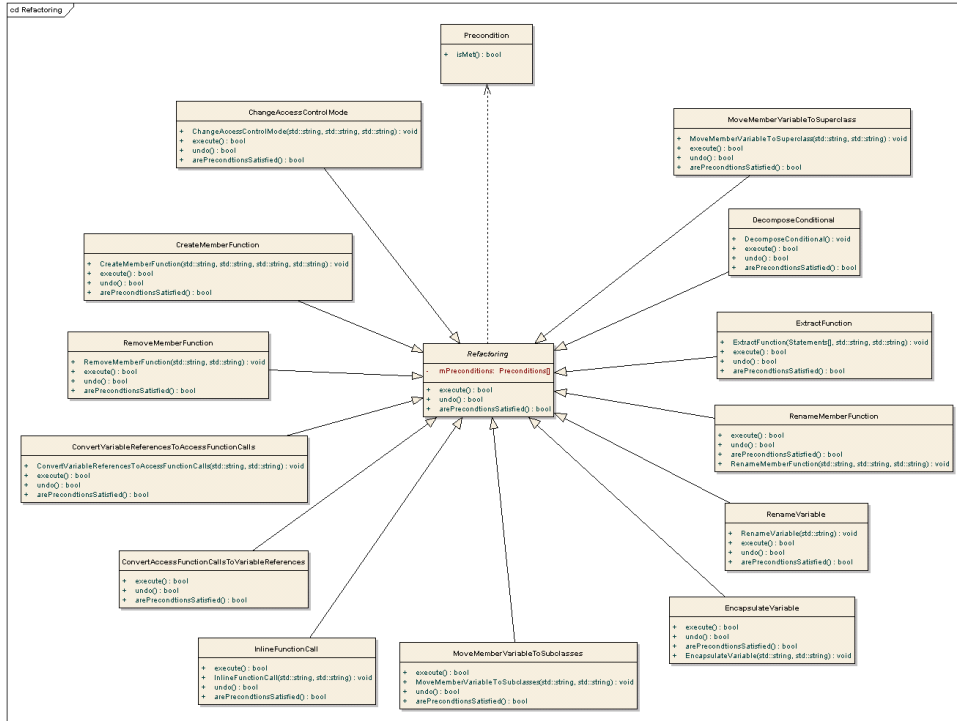 cd Refactoring
Precondition
+ isMet() : bool
ChangeAccessControlMode
+ ChangeAccessControlMode(std::string, std::string, std::string) : void
+ execute() : bool
+ undo() : bool
+ arePrecondtionsSatisfied() : bool
MoveMemberVariableToSuperclass
+ MoveMemberVariableToSuperclass(std::string, std::string) : void
+ execute() : bool
+ undo() : bool
+ arePrecondtionsSatisfied() : bool
DecomposeConditional
+ DecomposeConditional() : void
+ execute() : bool
+ undo() : bool
+ arePrecondtionsSatisfied() : bool
CreateMemberFunction
+ CreateMemberFunction(std::string, std::string, std::string, std::string) : void
+ execute() : bool
+ undo() : bool
+ arePrecondtionsSatisfied() : bool
ExtractFunction
+ ExtractFunction(Statements[], std::string, std::string) : void
+ execute() : bool
+ undo() : bool
+ arePrecondtionsSatisfied() : bool
RemoveMemberFunction
+ RemoveMemberFunction(std::string, std::string) : void
+ execute() : bool
+ undo() : bool
+ arePrecondtionsSatisfied() : bool
Refactoring
- mPreconditions: Preconditions[]
+ execute() : bool
+ undo() : bool
+ arePrecondtionsSatisfied() : bool
RenameMemberFunction
+ execute() : bool
+ undo() : bool
+ arePrecondtionsSatisfied() : bool
+ RenameMemberFunction(std::string, std::string, std::string) : void
ConvertVariableReferencesToAccessFunctionCalls
+ ConvertVariableReferencesToAccessFunctionCalls(std::string, std::string) : void
+ execute() : bool
+ undo() : bool
+ arePrecondtionsSatisfied() : bool
RenameVariable
+ RenameVariable(std::string) : void
+ execute() : bool
+ undo() : bool
+ arePrecondtionsSatisfied() : bool
ConvertAccessFunctionCallsToVariableReferences
+ execute() : bool
+ undo() : bool
+ arePrecondtionsSatisfied() : bool
EncapsulateVariable
+ execute() : bool
+ undo() : bool
+ arePrecondtionsSatisfied() : bool
+ EncapsulateVariable(std::string, std::string) : void
InlineFunctionCall
+ execute() : bool
+ InlineFunctionCall(std::string, std::string) : void
+ undo() : bool
+ arePrecondtionsSatisfied() : bool
MoveMemberVariableToSubclasses
+ execute() : bool
+ MoveMemberVariableToSubclasses(std::string, std::string) : void
+ undo() : bool
+ arePrecondtionsSatisfied() : bool